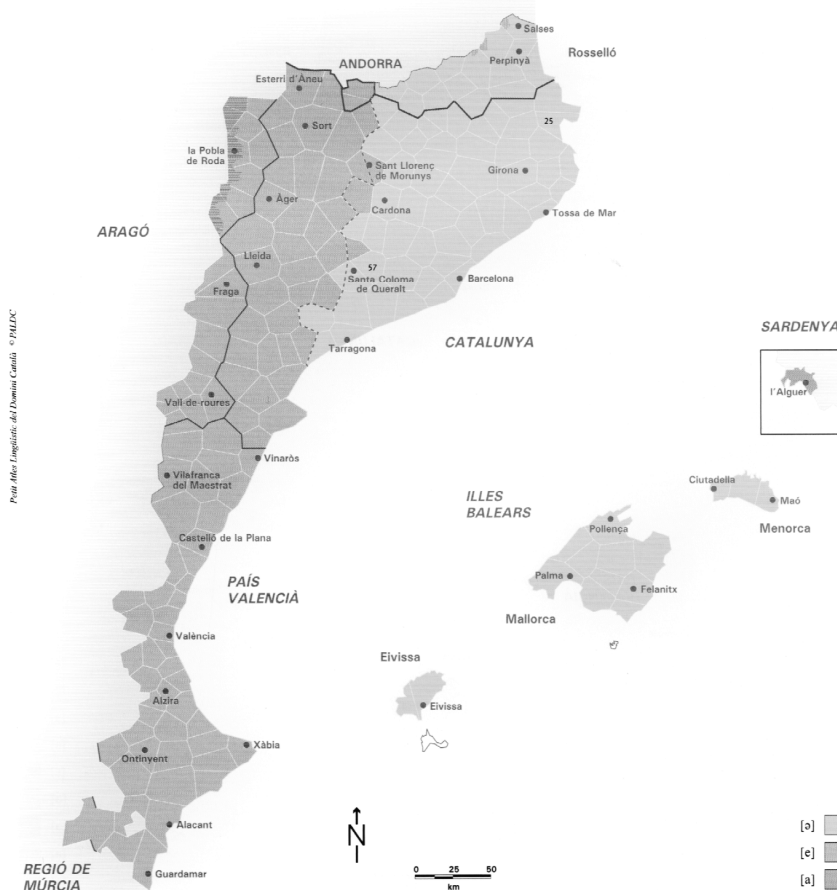 Salses
Rosselló
Perpinyà
ANDORRA
Esterri d'Àneu
25
Sort
la Pobla
de Roda
Sant Llorenç
de Morunys
Girona
Àger
Cardona
Tossa de Mar
ARAGÓ
Lleida
57
Santa Coloma
de Queralt
Barcelona
Fraga
Tarragona
CATALUNYA
SARDENYA
l'Alguer
Petit Atles Lingüístic del Domini Català © PALDC
Vall-de-roures
Vinaròs
Vilafranca
del Maestrat
ILLES
BALEARS
Ciutadella
Maó
Menorca
Pollença
Castelló de la Plana
Palma
Felanitx
PAÍS
VALENCIÀ
Mallorca
València
Eivissa
Alzira
Eivissa
Xàbia
Ontinyent
N
Alacant
[ə]
[e]
[a]
REGIÓ DE
MÚRCIA
Guardamar
0 25 50
km